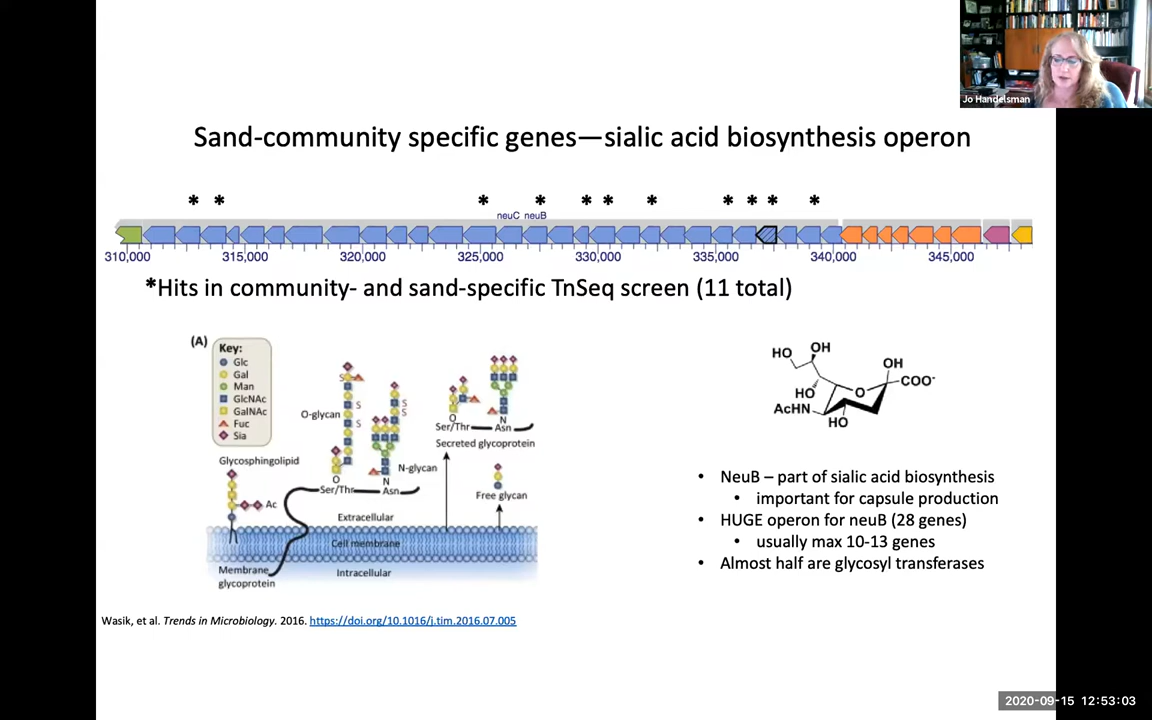 Jo Handelsman
Sand-community specific genes—sialic acid biosynthesis operon
* * * * * * * * * * *
neuC neuB
310,000 315,000 320,000 325,000 330,000 335,000 340,000 345,000
*Hits in community- and sand-specific TnSeq screen (11 total)
(A)
Key:
Glc
Gal
Man
GlcNAc
GalNAc
Fuc
Sia
O-glycan
S
S
S
S
S
S
N-glycan
O
Ser/Thr
N
Asn
Glycosphingolipid
Ac
O
Ser/Thr
N
Asn
Secreted glycoprotein
Free glycan
Extracellular
Cell membrane
Intracellular
Membrane
glycoprotein
HO
OH
OH
COO-
O
HO
AcHN
HO
• NeuB – part of sialic acid biosynthesis
• important for capsule production
• HUGE operon for neuB (28 genes)
• usually max 10-13 genes
• Almost half are glycosyl transferases
Wasik, et al. Trends in Microbiology. 2016. https://doi.org/10.1016/j.tim.2016.07.005
2020-09-15 12:53:03